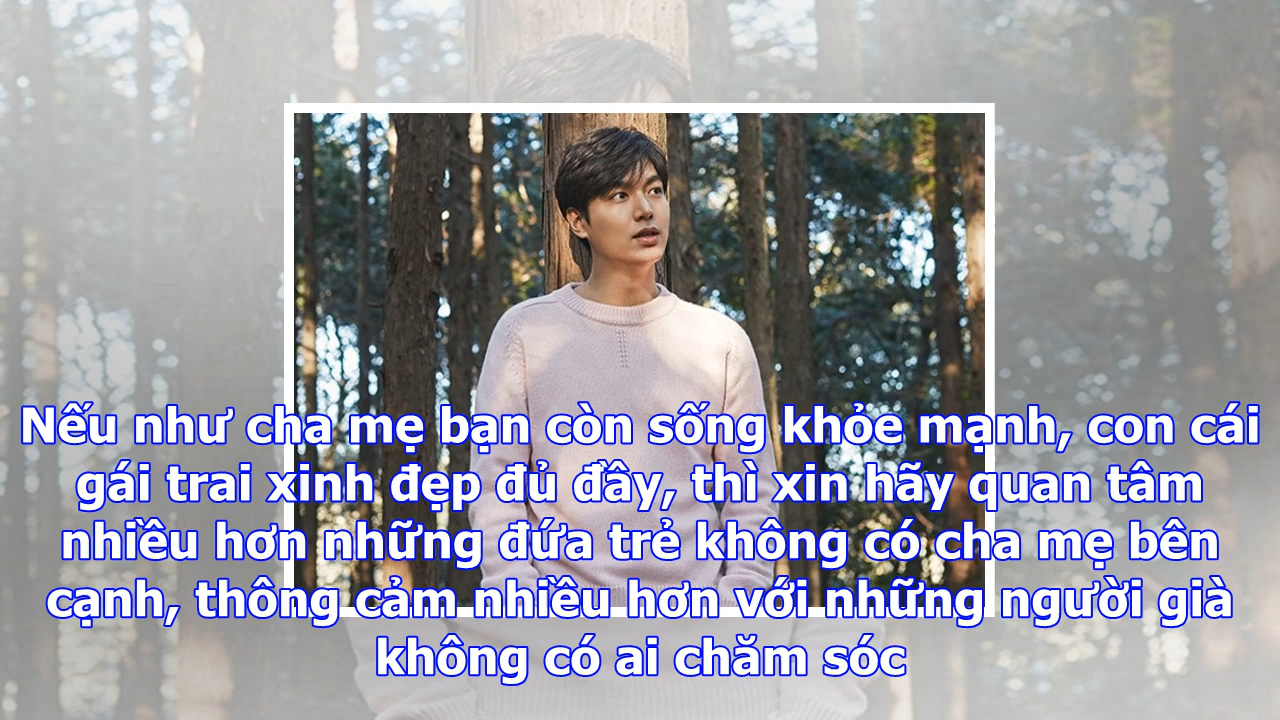 Nếu như cha mẹ bạn còn sống khỏe mạnh, con cái
gái trai xinh đẹp đủ đầy, thì xin hãy quan tâm
nhiều hơn những đứa trẻ không có cha mẹ bên
cạnh, thông cảm nhiều hơn với những người già
không có ai chăm sóc